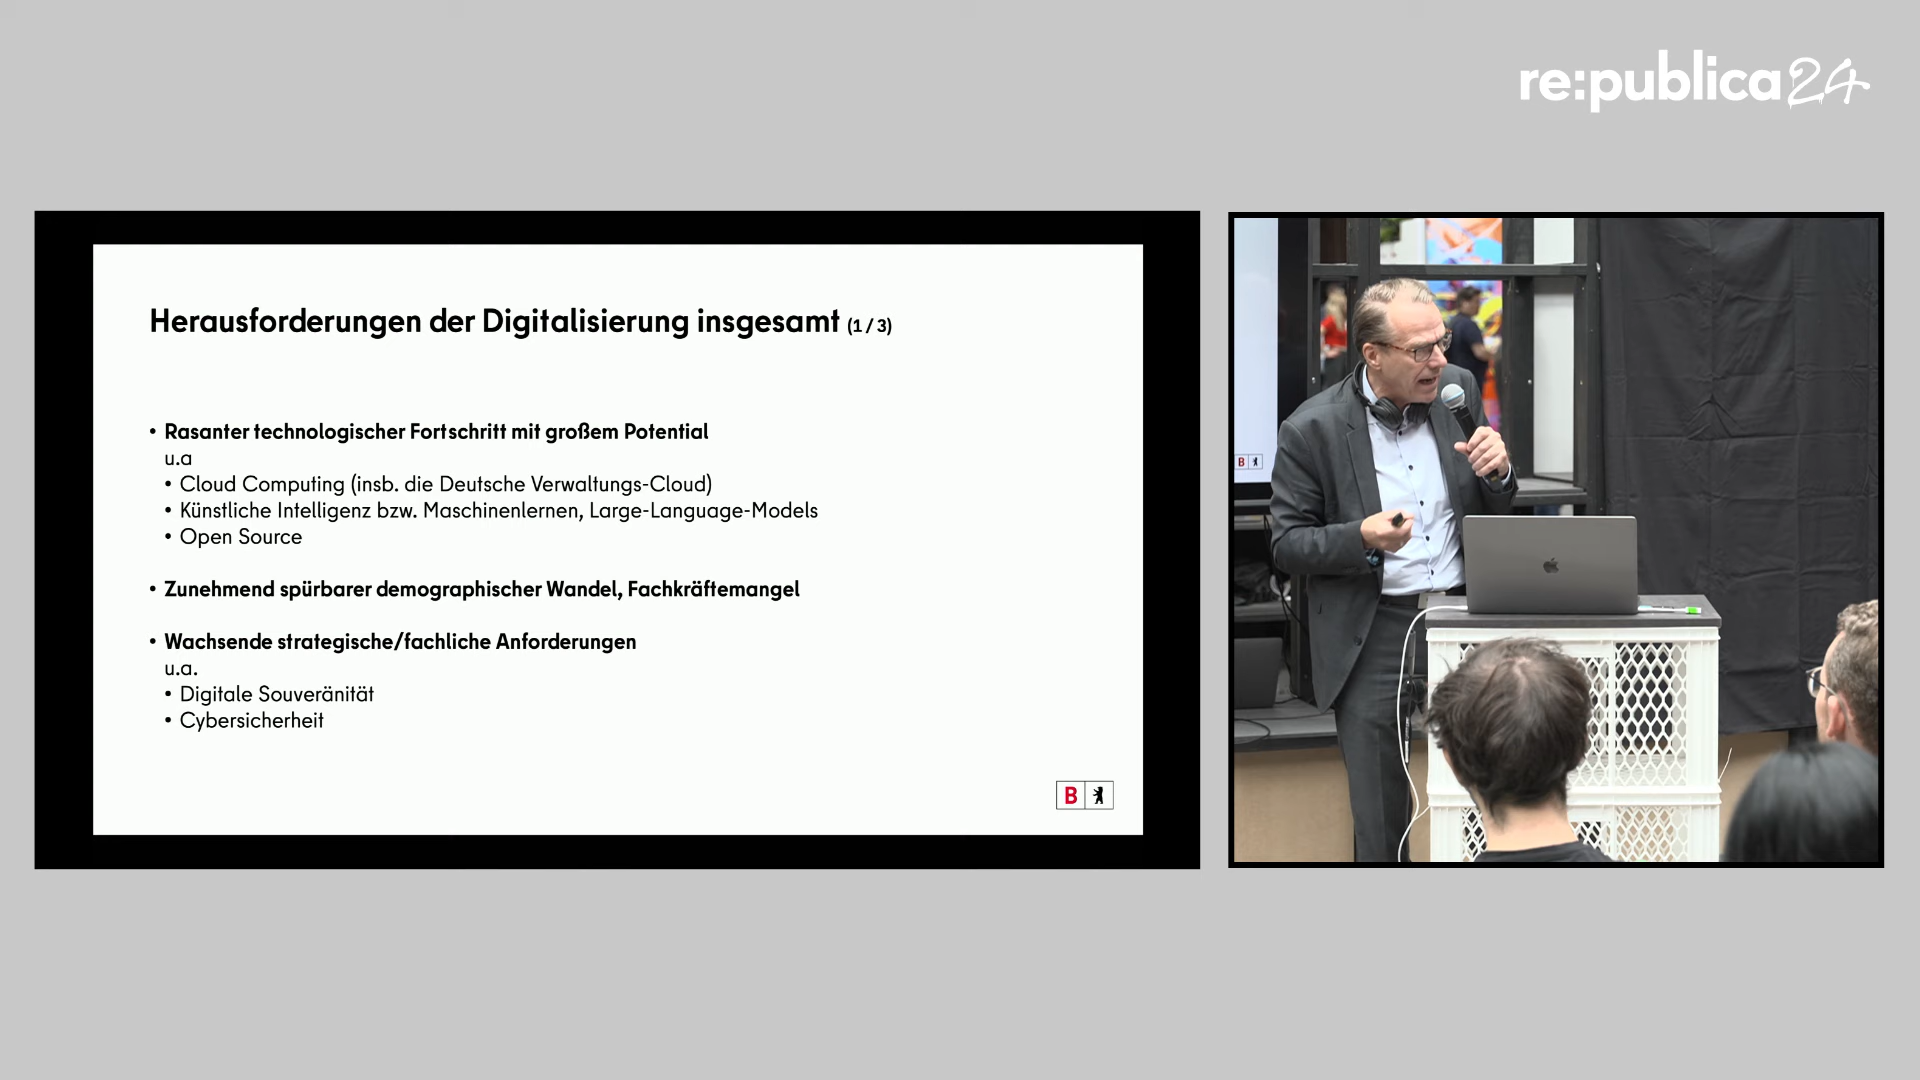 re:publica 24
Herausforderungen der Digitalisierung insgesamt (1 / 3)
• Rasanter technologischer Fortschritt mit großem Potential
u.a
• Cloud Computing (insb. die Deutsche Verwaltungs-Cloud)
• Künstliche Intelligenz bzw. Maschinenlernen, Large-Language-Models
• Open Source
• Zunehmend spürbarer demographischer Wandel, Fachkräftemangel
• Wachsende strategische/fachliche Anforderungen
u.a.
• Digitale Souveränität
• Cybersicherheit
B
B